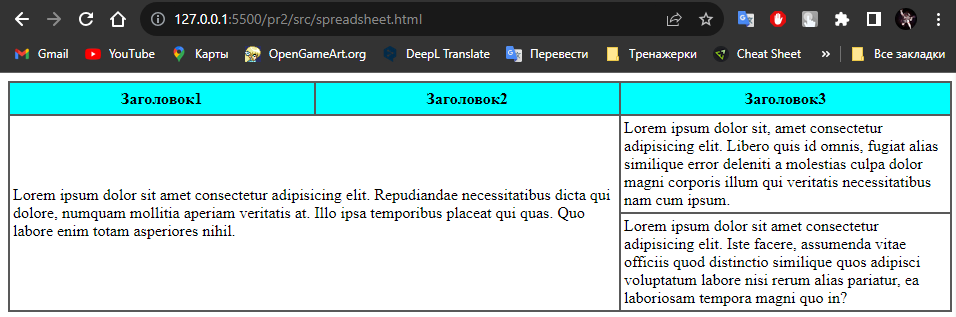 127.0.0.1:5500/pr2/src/spreadsheet.html
Gmail YouTube Карты OpenGameArt.org DeepL Translate Перевести Тренажерки Cheat Sheet » Все закладки
Заголовок1 Заголовок2 Заголовок3
Lorem ipsum dolor sit amet consectetur adipisicing elit. Repudiandae necessitatibus dicta qui
dolore, numquam mollitia aperiam veritatis at. Illo ipsa temporibus placeat qui quas. Quo
labore enim totam asperiores nihil.
Lorem ipsum dolor sit, amet consectetur
adipisicing elit. Libero quis id omnis, fugiat alias
similique error deleniti a molestias culpa dolor
magni corporis illum qui veritatis necessitatibus
nam cum ipsum.
Lorem ipsum dolor sit amet consectetur
adipisicing elit. Iste facere, assumenda vitae
officiis quod distinctio similique quos adipisci
voluptatum labore nisi rerum alias pariatur, ea
laboriosam tempora magni quo in?